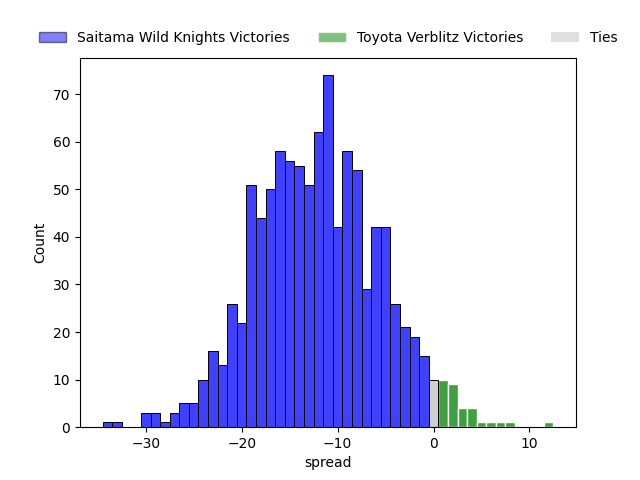 Saitama Wild Knights Victories Toyota Verblitz Victories Ties
70
60
50
40
30
20
10
0
Count
−30 −20 −10 0 10
spread